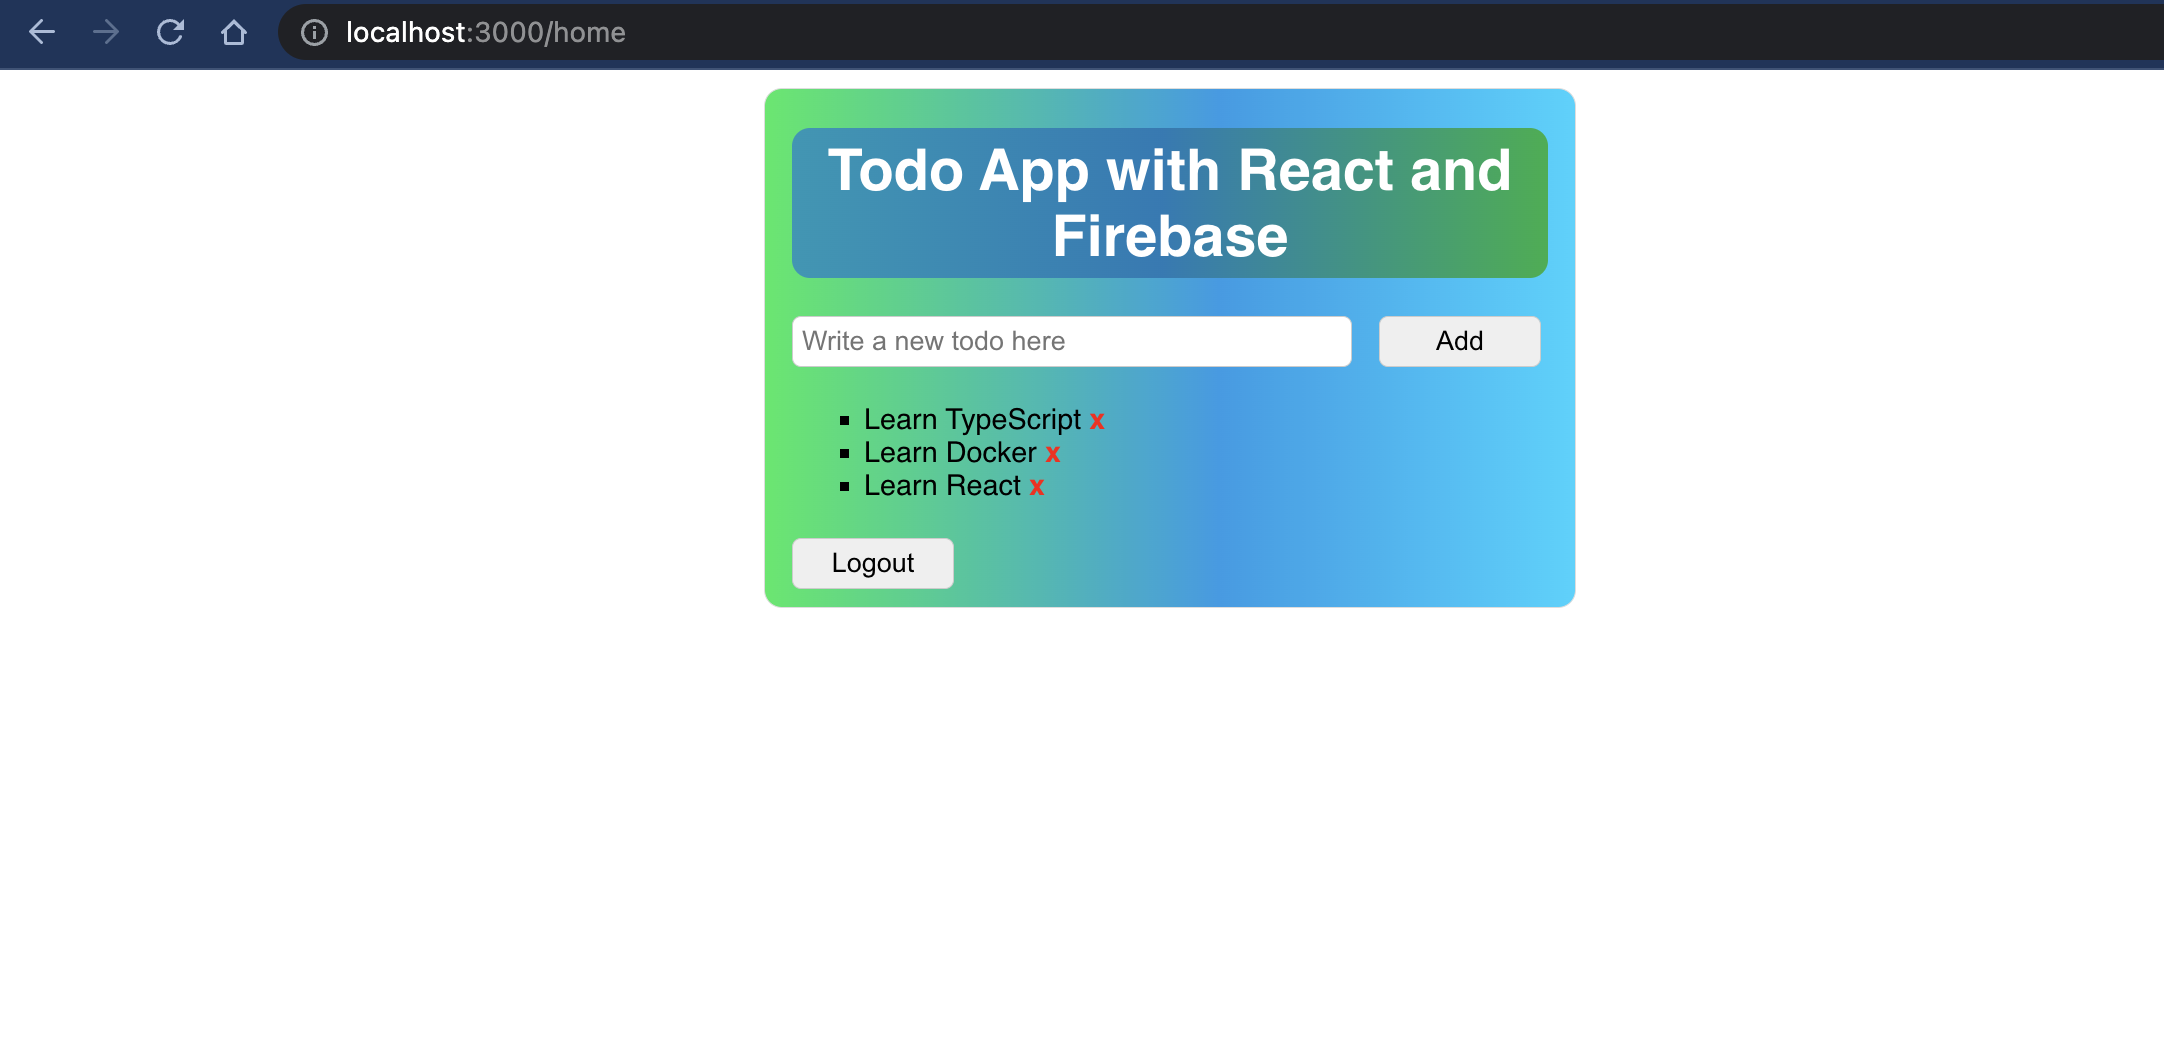 localhost:3000/home
Todo App with React and
Firebase
Write a new todo here
Add
Learn TypeScript x
Learn Docker x
Learn React x
Logout